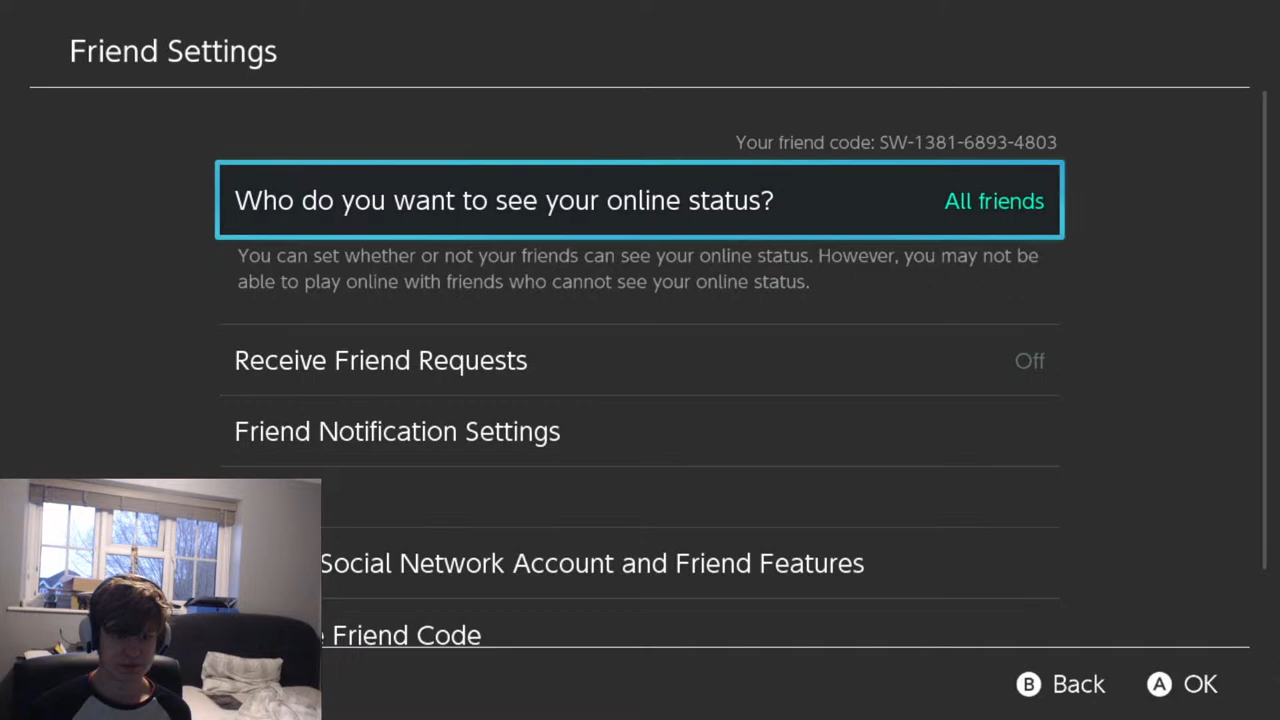 Friend Settings
Your friend code: SW-1381-6893-4803
Who do you want to see your online status? All friends
You can set whether or not your friends can see your online status. However, you may not be
able to play online with friends who cannot see your online status.
Receive Friend Requests Off
Friend Notification Settings
Social Network Account and Friend Features
Friend Code
B Back A OK